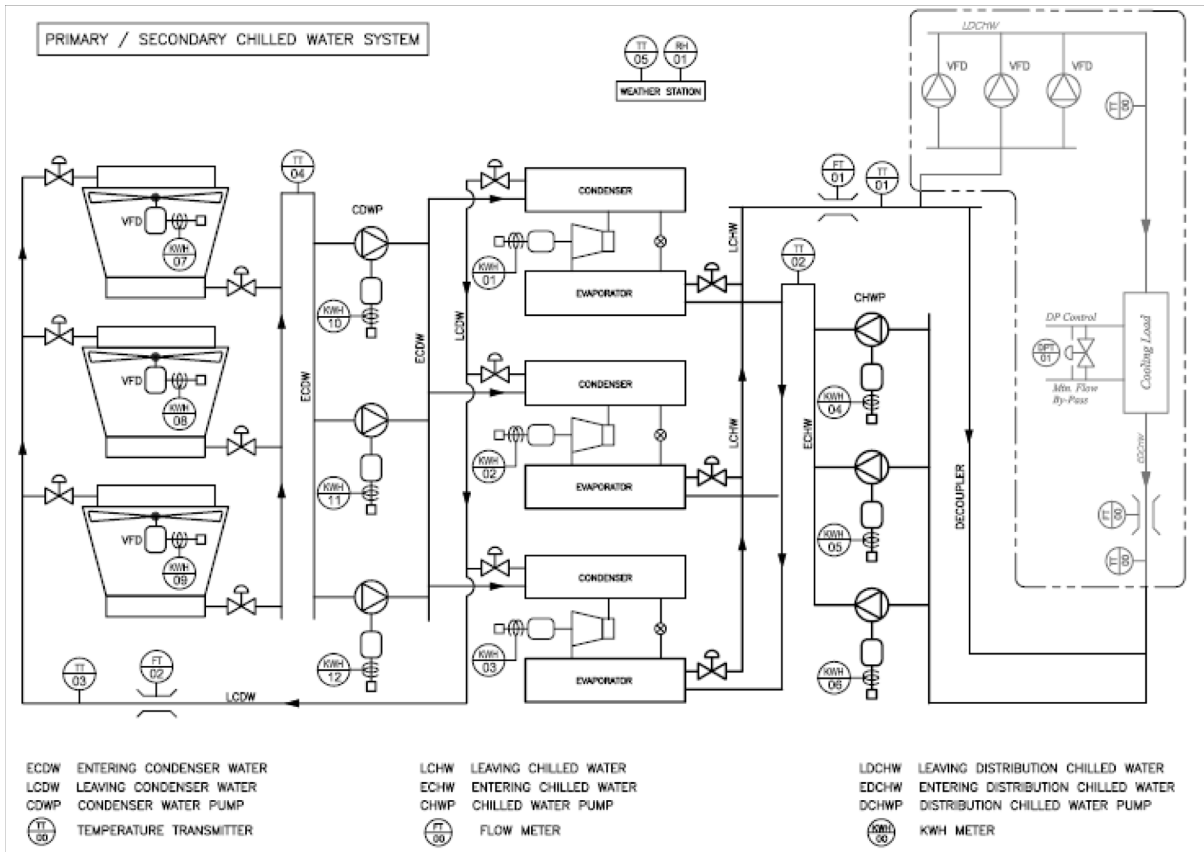 PRIMARY / SECONDARY CHILLED WATER SYSTEM
TT 05
RH 01
WEATHER STATION
LDCHW
VFD
VFD
VFD
TT 00
TT 04
CDWP
FT 01
TT 01
TT 02
CHWP
CONDENSER
EVAPORATOR
KWH 01
LCHW
VFD
KWH 07
KWH 10
ECDW
ECDW
LCDW
VFD
KWH 08
KWH 11
CONDENSER
EVAPORATOR
KWH 02
LCHW
ECHW
KWH 04
KWH 05
KWH 06
DECOUPLER
DP Control
DPT 01
Min. Flow
By-Pass
Cooling Load
EDCHW
FT 00
TT 00
VFD
KWH 09
KWH 12
CONDENSER
EVAPORATOR
KWH 03
TT 03
FT 02
LCDW
ECDW ENTERING CONDENSER WATER
LCDW LEAVING CONDENSER WATER
CDWP CONDENSER WATER PUMP
TT 00 TEMPERATURE TRANSMITTER
LCHW LEAVING CHILLED WATER
ECHW ENTERING CHILLED WATER
CHWP CHILLED WATER PUMP
FT 00 FLOW METER
LDCHW LEAVING DISTRIBUTION CHILLED WATER
EDCHW ENTERING DISTRIBUTION CHILLED WATER
DCHWP DISTRIBUTION CHILLED WATER PUMP
KWH 00 KWH METER